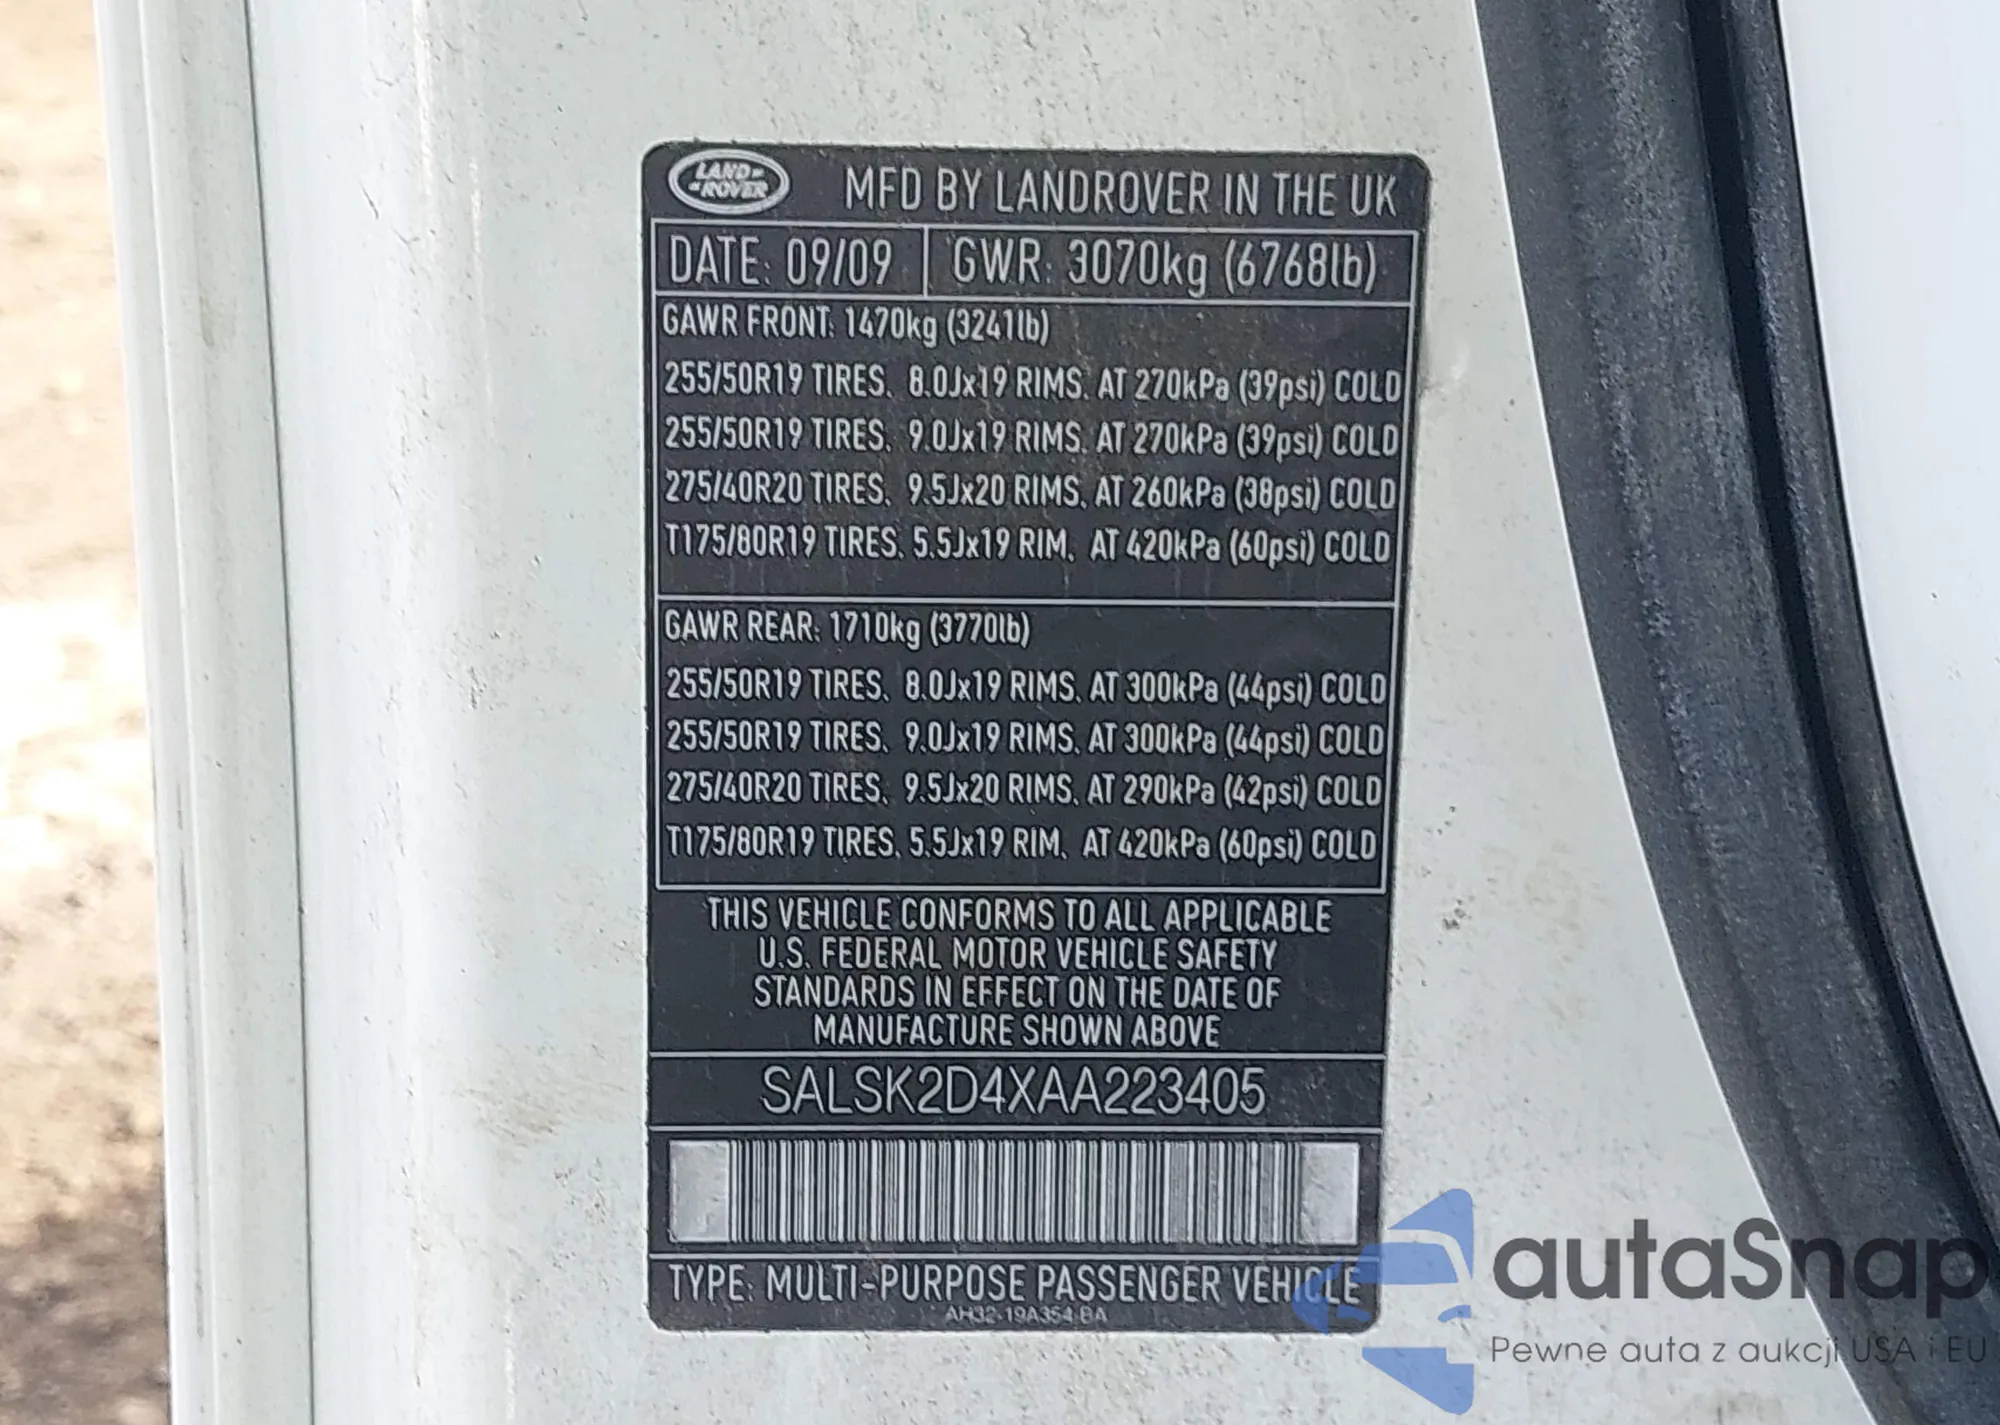 LAND ROVER MFD BY LANDROVER IN THE UK
DATE: 09/09 GWR: 3070kg (6768lb)
GAWR FRONT: 1470kg (3241lb)
255/50R19 TIRES, 8.0Jx19 RIMS, AT 270kPa (39psi) COLD
255/50R19 TIRES, 9.0Jx19 RIMS, AT 270kPa (39psi) COLD
275/40R20 TIRES, 9.5Jx20 RIMS, AT 260kPa (38psi) COLD
T175/80R19 TIRES, 5.5Jx19 RIM, AT 420kPa (60psi) COLD
GAWR REAR: 1710kg (3770lb)
255/50R19 TIRES, 8.0Jx19 RIMS, AT 300kPa (44psi) COLD
255/50R19 TIRES, 9.0Jx19 RIMS, AT 300kPa (44psi) COLD
275/40R20 TIRES, 9.5Jx20 RIMS, AT 290kPa (42psi) COLD
T175/80R19 TIRES, 5.5Jx19 RIM, AT 420kPa (60psi) COLD
THIS VEHICLE CONFORMS TO ALL APPLICABLE
U.S. FEDERAL MOTOR VEHICLE SAFETY
STANDARDS IN EFFECT ON THE DATE OF
MANUFACTURE SHOWN ABOVE
SALSK2D4XAA223405
TYPE: MULTI-PURPOSE PASSENGER VEHICLE
AH32-19A354-BA
autaSnap
Pewne auta z aukcji USA i EU